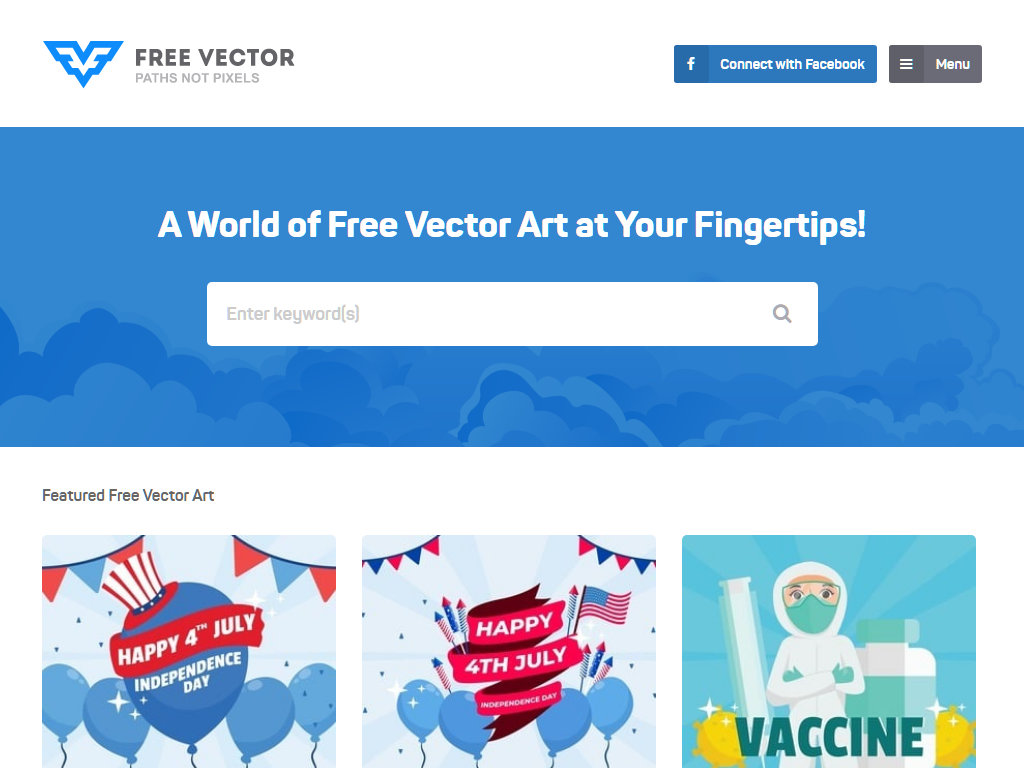 FREE VECTOR
PATHS NOT PIXELS
Connect with Facebook
Menu
A World of Free Vector Art at Your Fingertips!
Enter keyword(s)
Featured Free Vector Art
HAPPY 4TH JULY
INDEPENDENCE
DAY
HAPPY
4TH JULY
INDEPENDENCE DAY
VACCINE